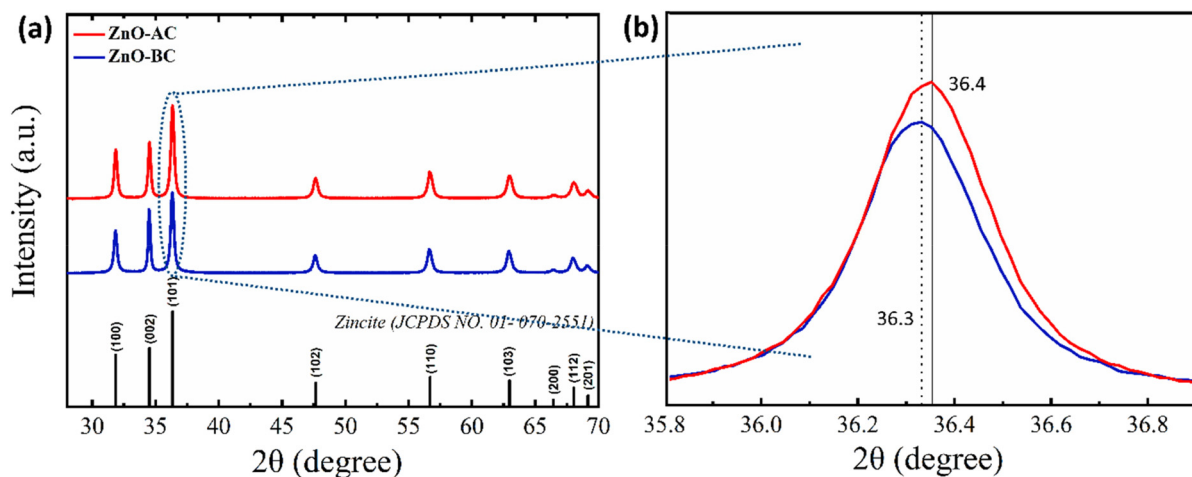 (a)
ZnO-AC
ZnO-BC
Intensity (a.u.)
(100)
(002)
(101)
(102)
(110)
(103)
(200)
(112)
(201)
Zincite (JCPDS NO. 01- 070-2551)
30 35 40 45 50 55 60 65 70
2θ (degree)
(b)
36.4
36.3
35.8 36.0 36.2 36.4 36.6 36.8
2θ (degree)